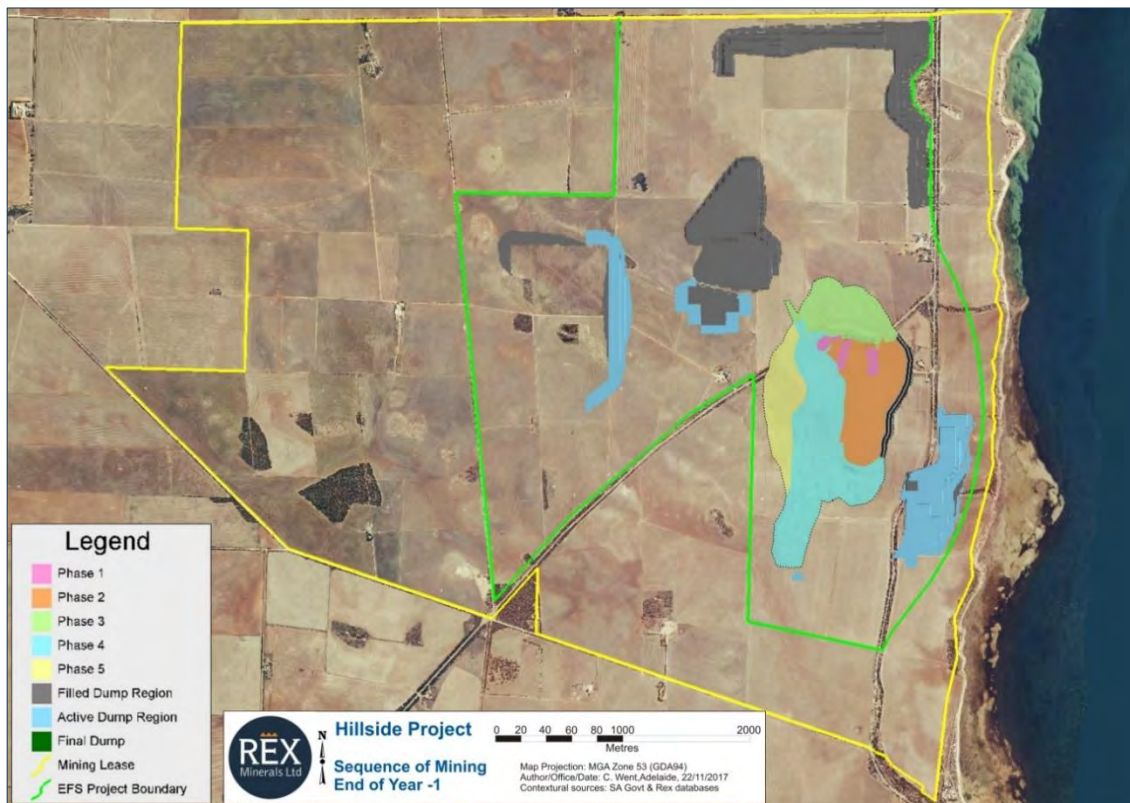 Legend
Phase 1
Phase 2
Phase 3
Phase 4
Phase 5
Filled Dump Region
Active Dump Region
Final Dump
Mining Lease
EFS Project Boundary
REX
Minerals Ltd
N
Hillside Project
Sequence of Mining
End of Year -1
0 20 40 60 80 1000 2000
Metres
Map Projection: MGA Zone 53 (GDA94)
Author/Office/Date: C. Went,Adelaide, 22/11/2017
Contextural sources: SA Govt & Rex databases